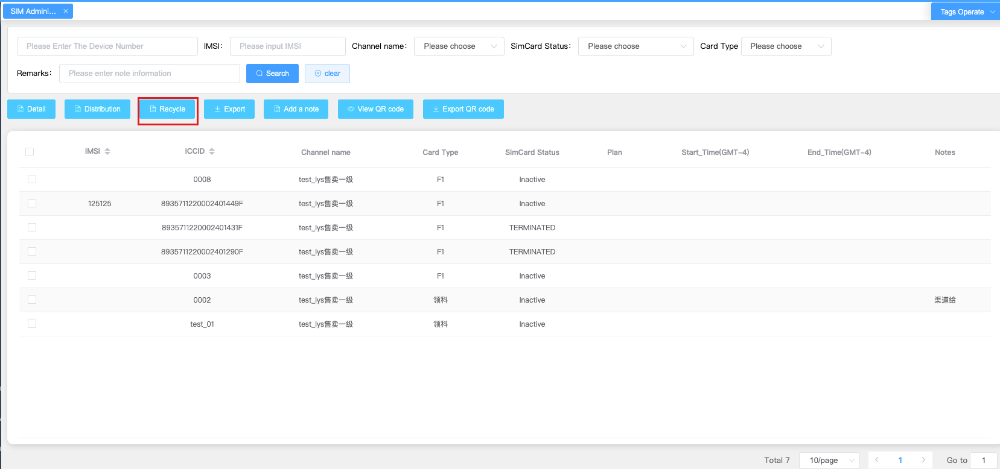 SIM Admini...
Tags Operate
Please Enter The Device Number IMSI: Please input IMSI Channel name: Please choose SimCard Status: Please choose Card Type Please choose
Remarks: Please enter note information Search clear
Detail Distribution Recycle Export Add a note View QR code Export QR code
IMSI ICCID Channel name Card Type SimCard Status Plan Start_Time(GMT-4) End_Time(GMT-4) Notes
0008 test_lys售卖一级 F1 Inactive
125125 8935711220002401449F test_lys售卖一级 F1 Inactive
8935711220002401431F test_lys售卖一级 F1 TERMINATED
8935711220002401290F test_lys售卖一级 F1 TERMINATED
0003 test_lys售卖一级 F1 Inactive
0002 test_lys售卖一级 领科 Inactive 渠道给
test_01 test_lys售卖一级 领科 Inactive
Total 7 10/page 1 Go to 1